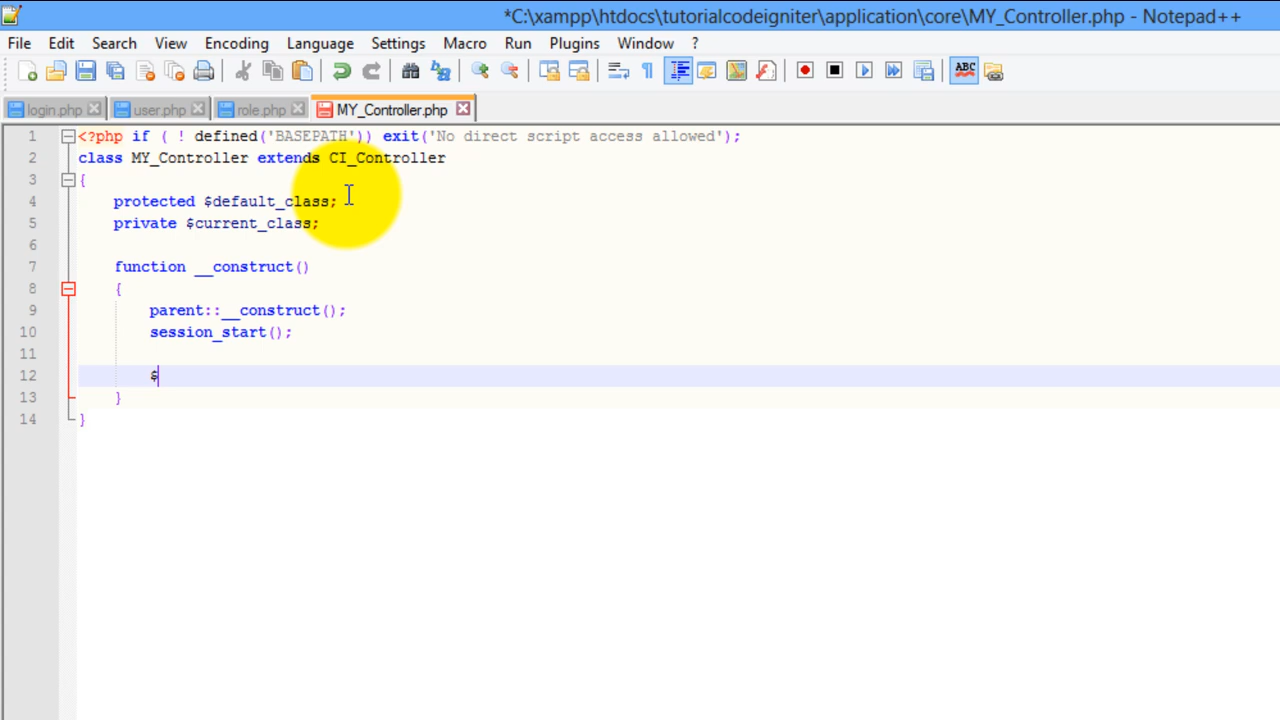 *C:\xampp\htdocs\tutorialcodeigniter\application\core\MY_Controller.php - Notepad++
File Edit Search View Encoding Language Settings Macro Run Plugins Window ?
ABC
login.php user.php role.php MY_Controller.php
1 <?php if ( ! defined('BASEPATH')) exit('No direct script access allowed');
2 class MY_Controller extends CI_Controller
3 {
4 protected $default_class;
5 private $current_class;
6
7 function __construct()
8 {
9 parent::__construct();
10 session_start();
11
12 $
13 }
14 }